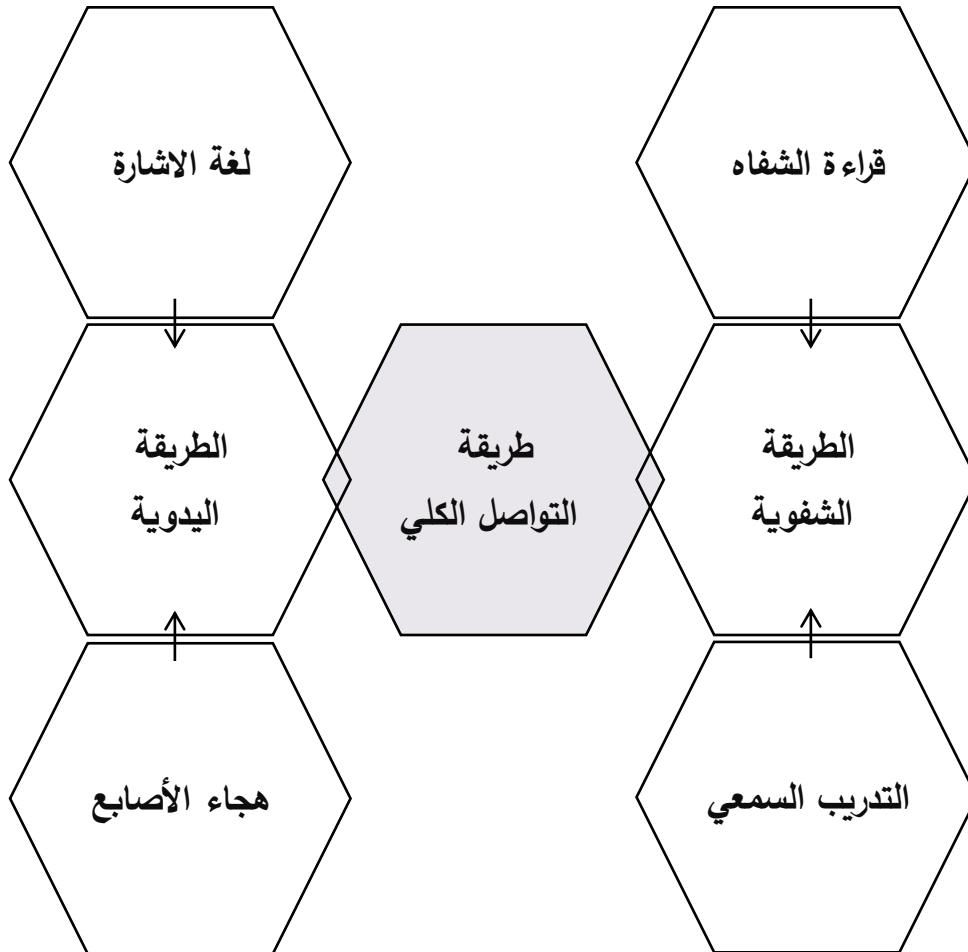 قراءة الشفاه
لغة الاشارة
الطريقة
الشفوية
طريقة
التواصل الكلي
الطريقة
اليدوية
التدريب السمعي
هجاء الأصابع